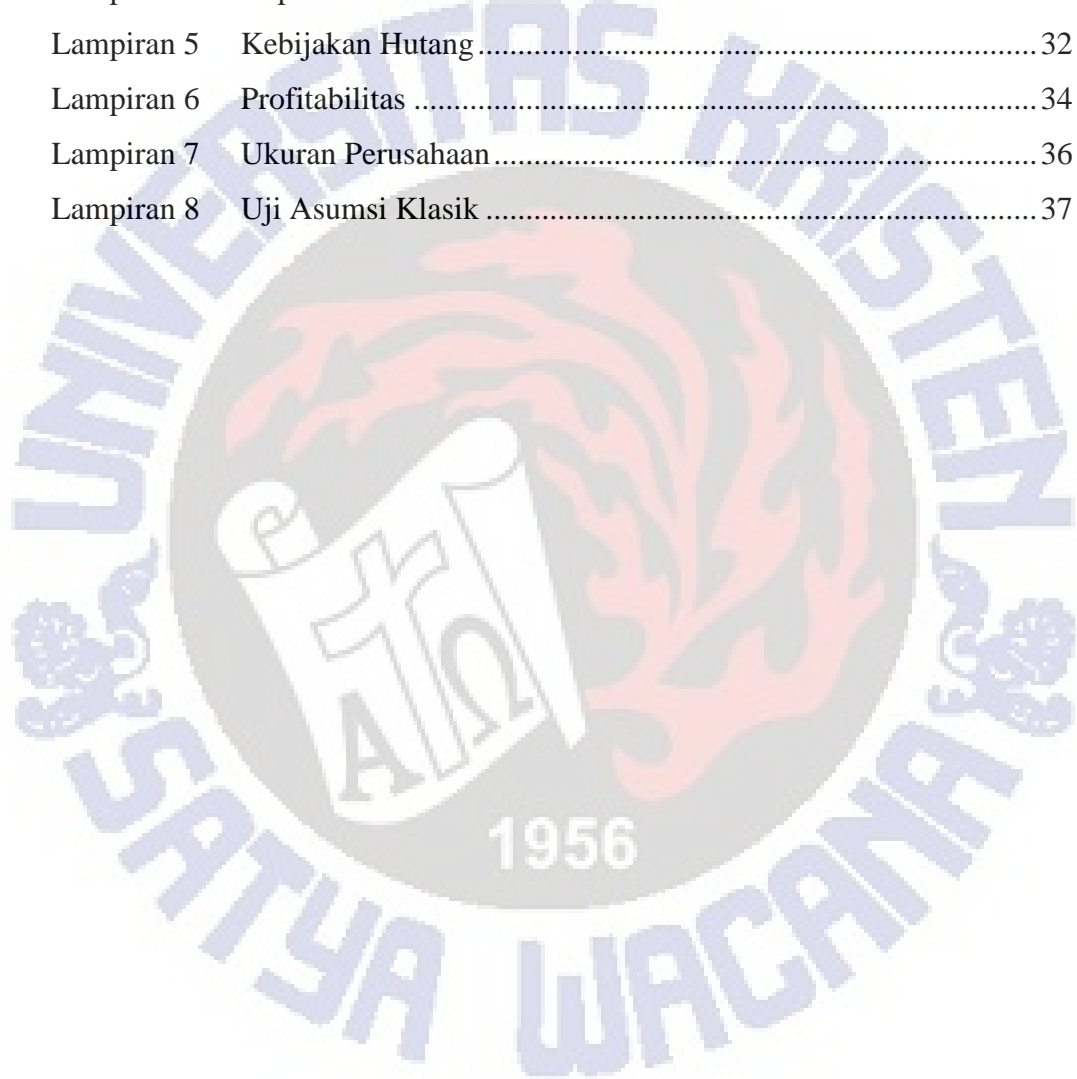 Lampiran 5 Kebijakan Hutang ................................................................ 32
Lampiran 6 Profitabilitas ................................................................ 34
Lampiran 7 Ukuran Perusahaan ................................................................ 36
Lampiran 8 Uji Asumsi Klasik ................................................................ 37
UNIVERSITAS KRISTEN
SATYA WACANA
Α Ω
1956